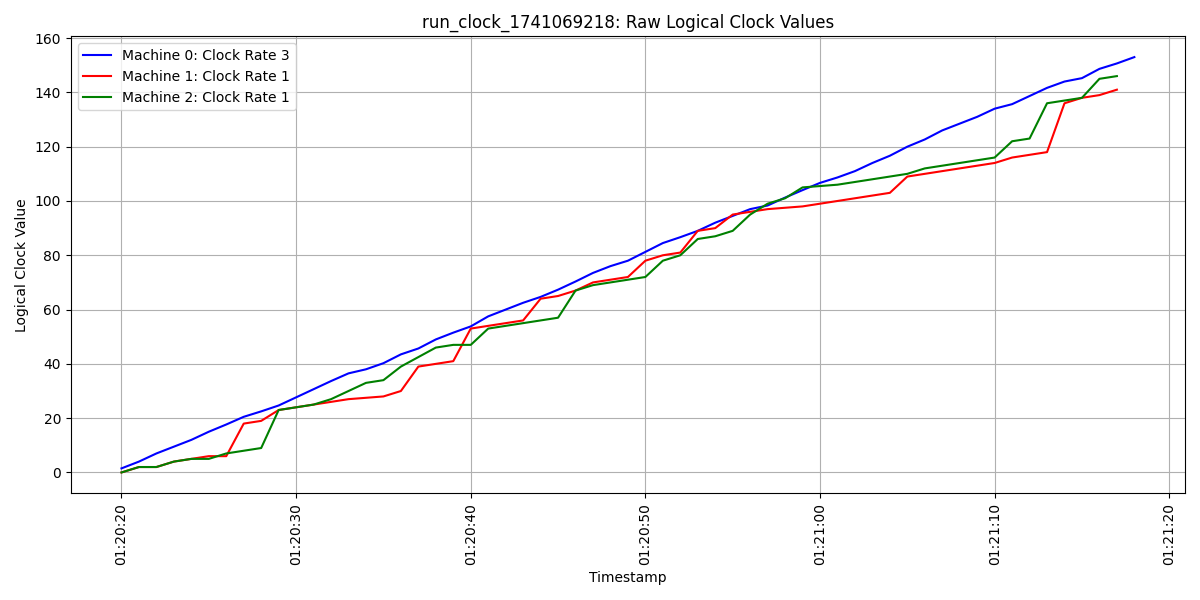 run_clock_1741069218: Raw Logical Clock Values
Machine 0: Clock Rate 3
Machine 1: Clock Rate 1
Machine 2: Clock Rate 1
Logical Clock Value
160
140
120
100
80
60
40
20
0
01:20:20
01:20:30
01:20:40
01:20:50
01:21:00
01:21:10
01:21:20
Timestamp